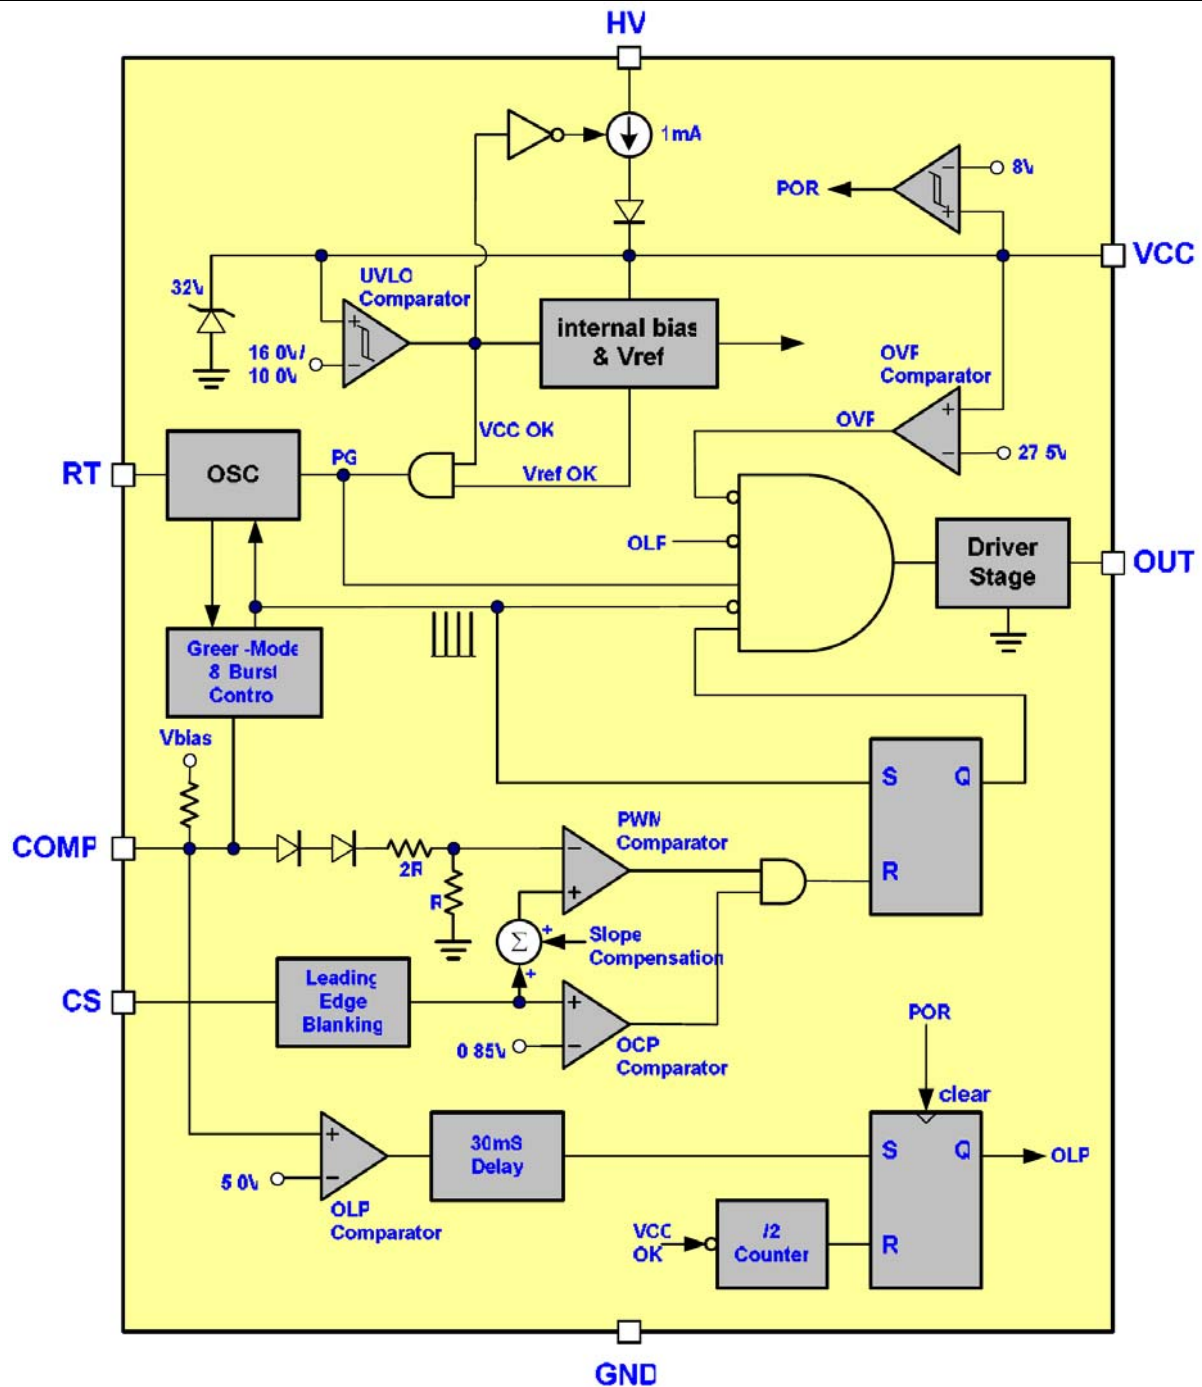 HV
1mA
8V
POR
VCC
UVLO
Comparator
32V
16.0V/
10.0V
internal bias
& Vref
OVP
Comparator
OVP
27.5V
VCC OK
Vref OK
PG
RT
OSC
OLP
Driver
Stage
OUT
Green-Mode
& Burst
Control
Vbias
S
Q
R
COMP
2R
R
PWM
Comparator
Σ
Slope
Compensation
CS
Leading
Edge
Blanking
0.85V
OCP
Comparator
POR
clear
30mS
Delay
S
Q
OLP
5.0V
OLP
Comparator
VCC
OK
/2
Counter
R
GND